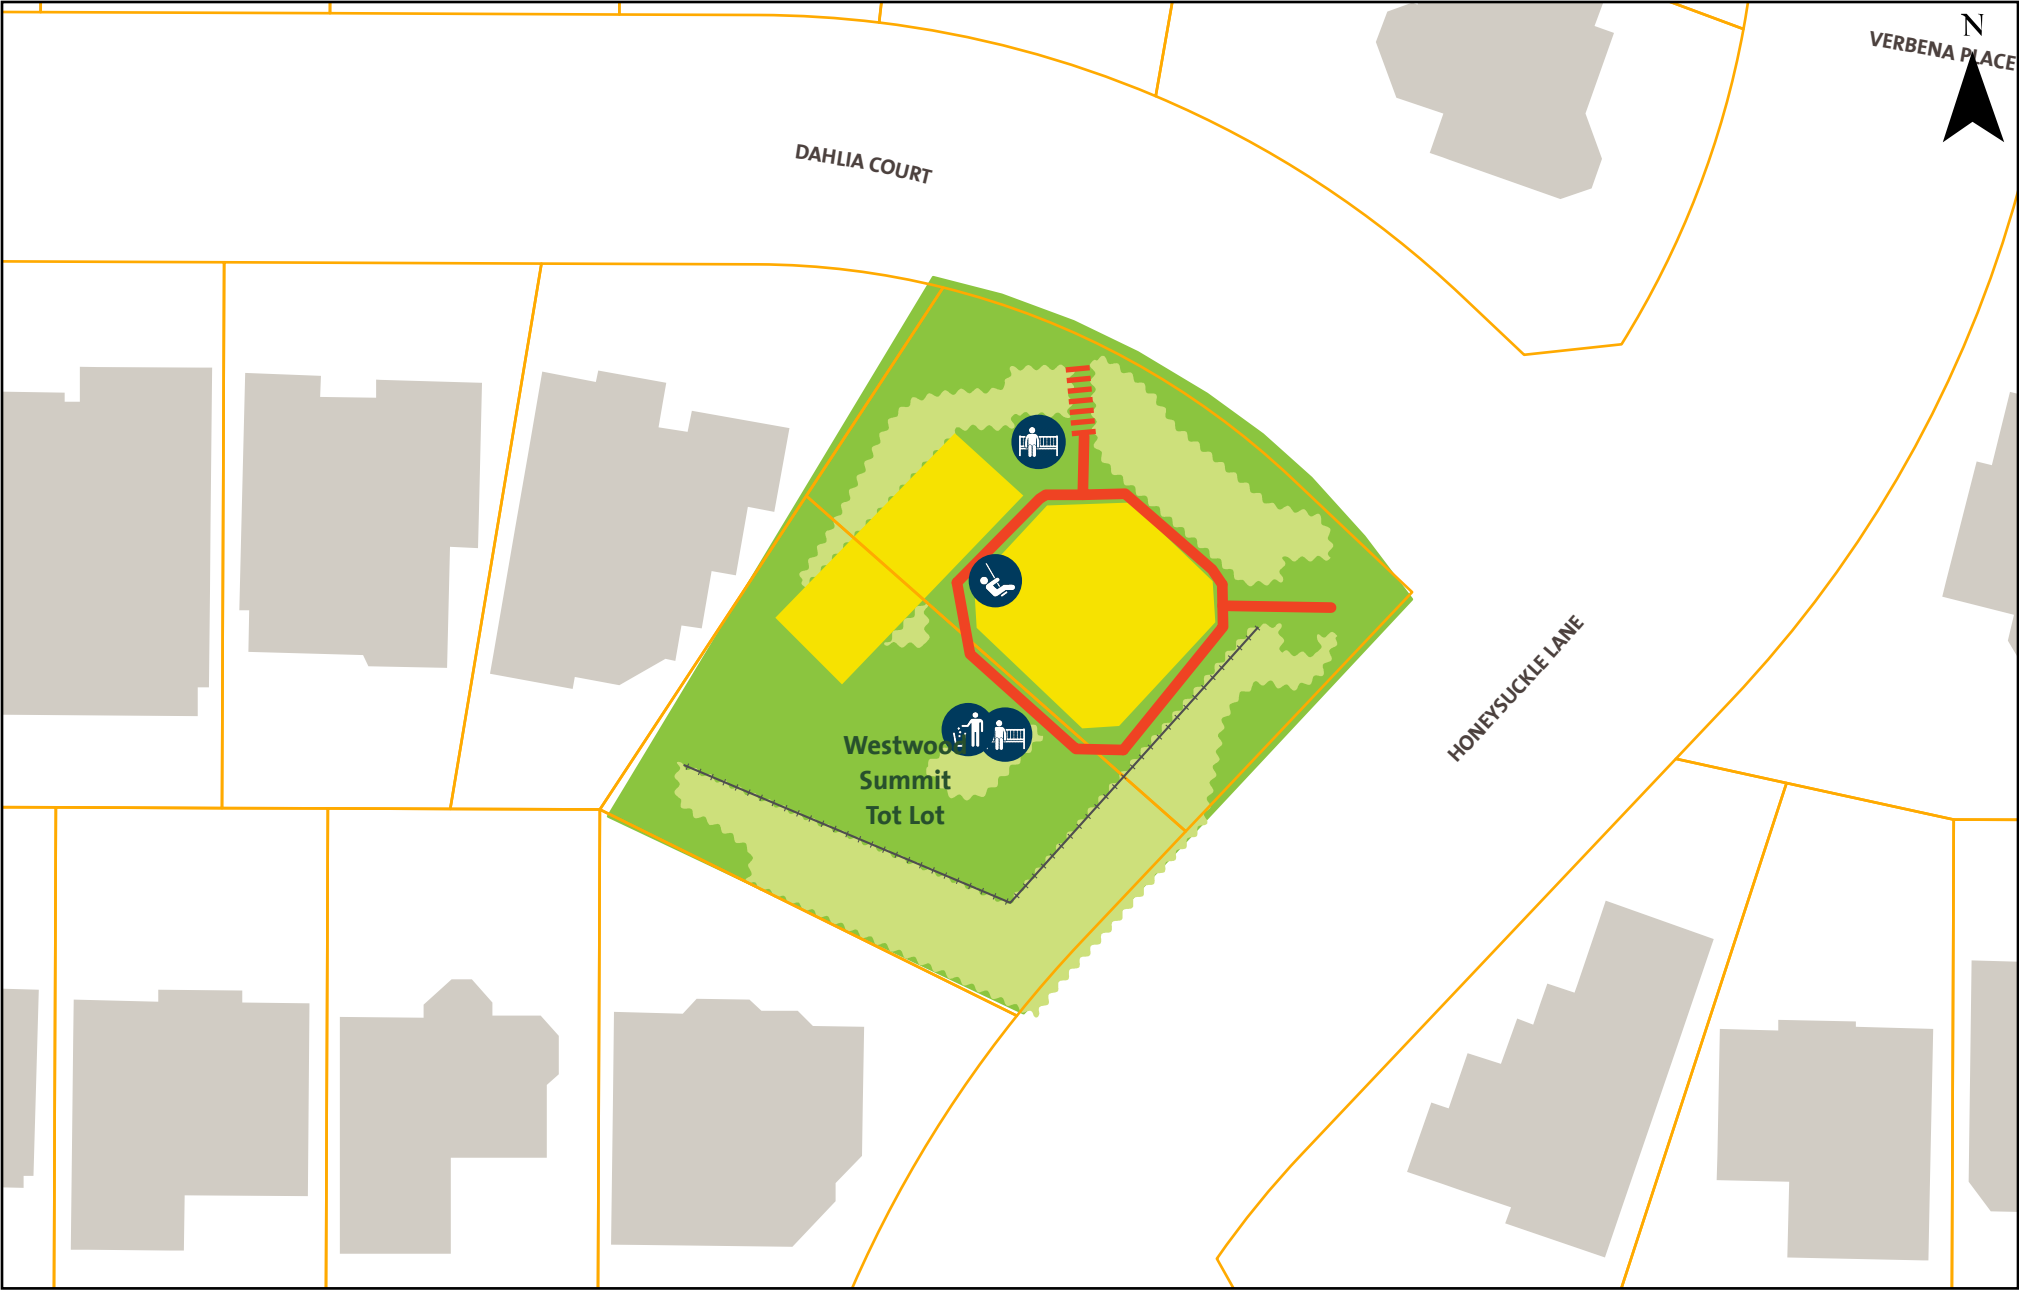 N
VERBENA PLACE
DAHLIA COURT
HONEYSUCKLE LANE
Westwood
Summit
Tot Lot